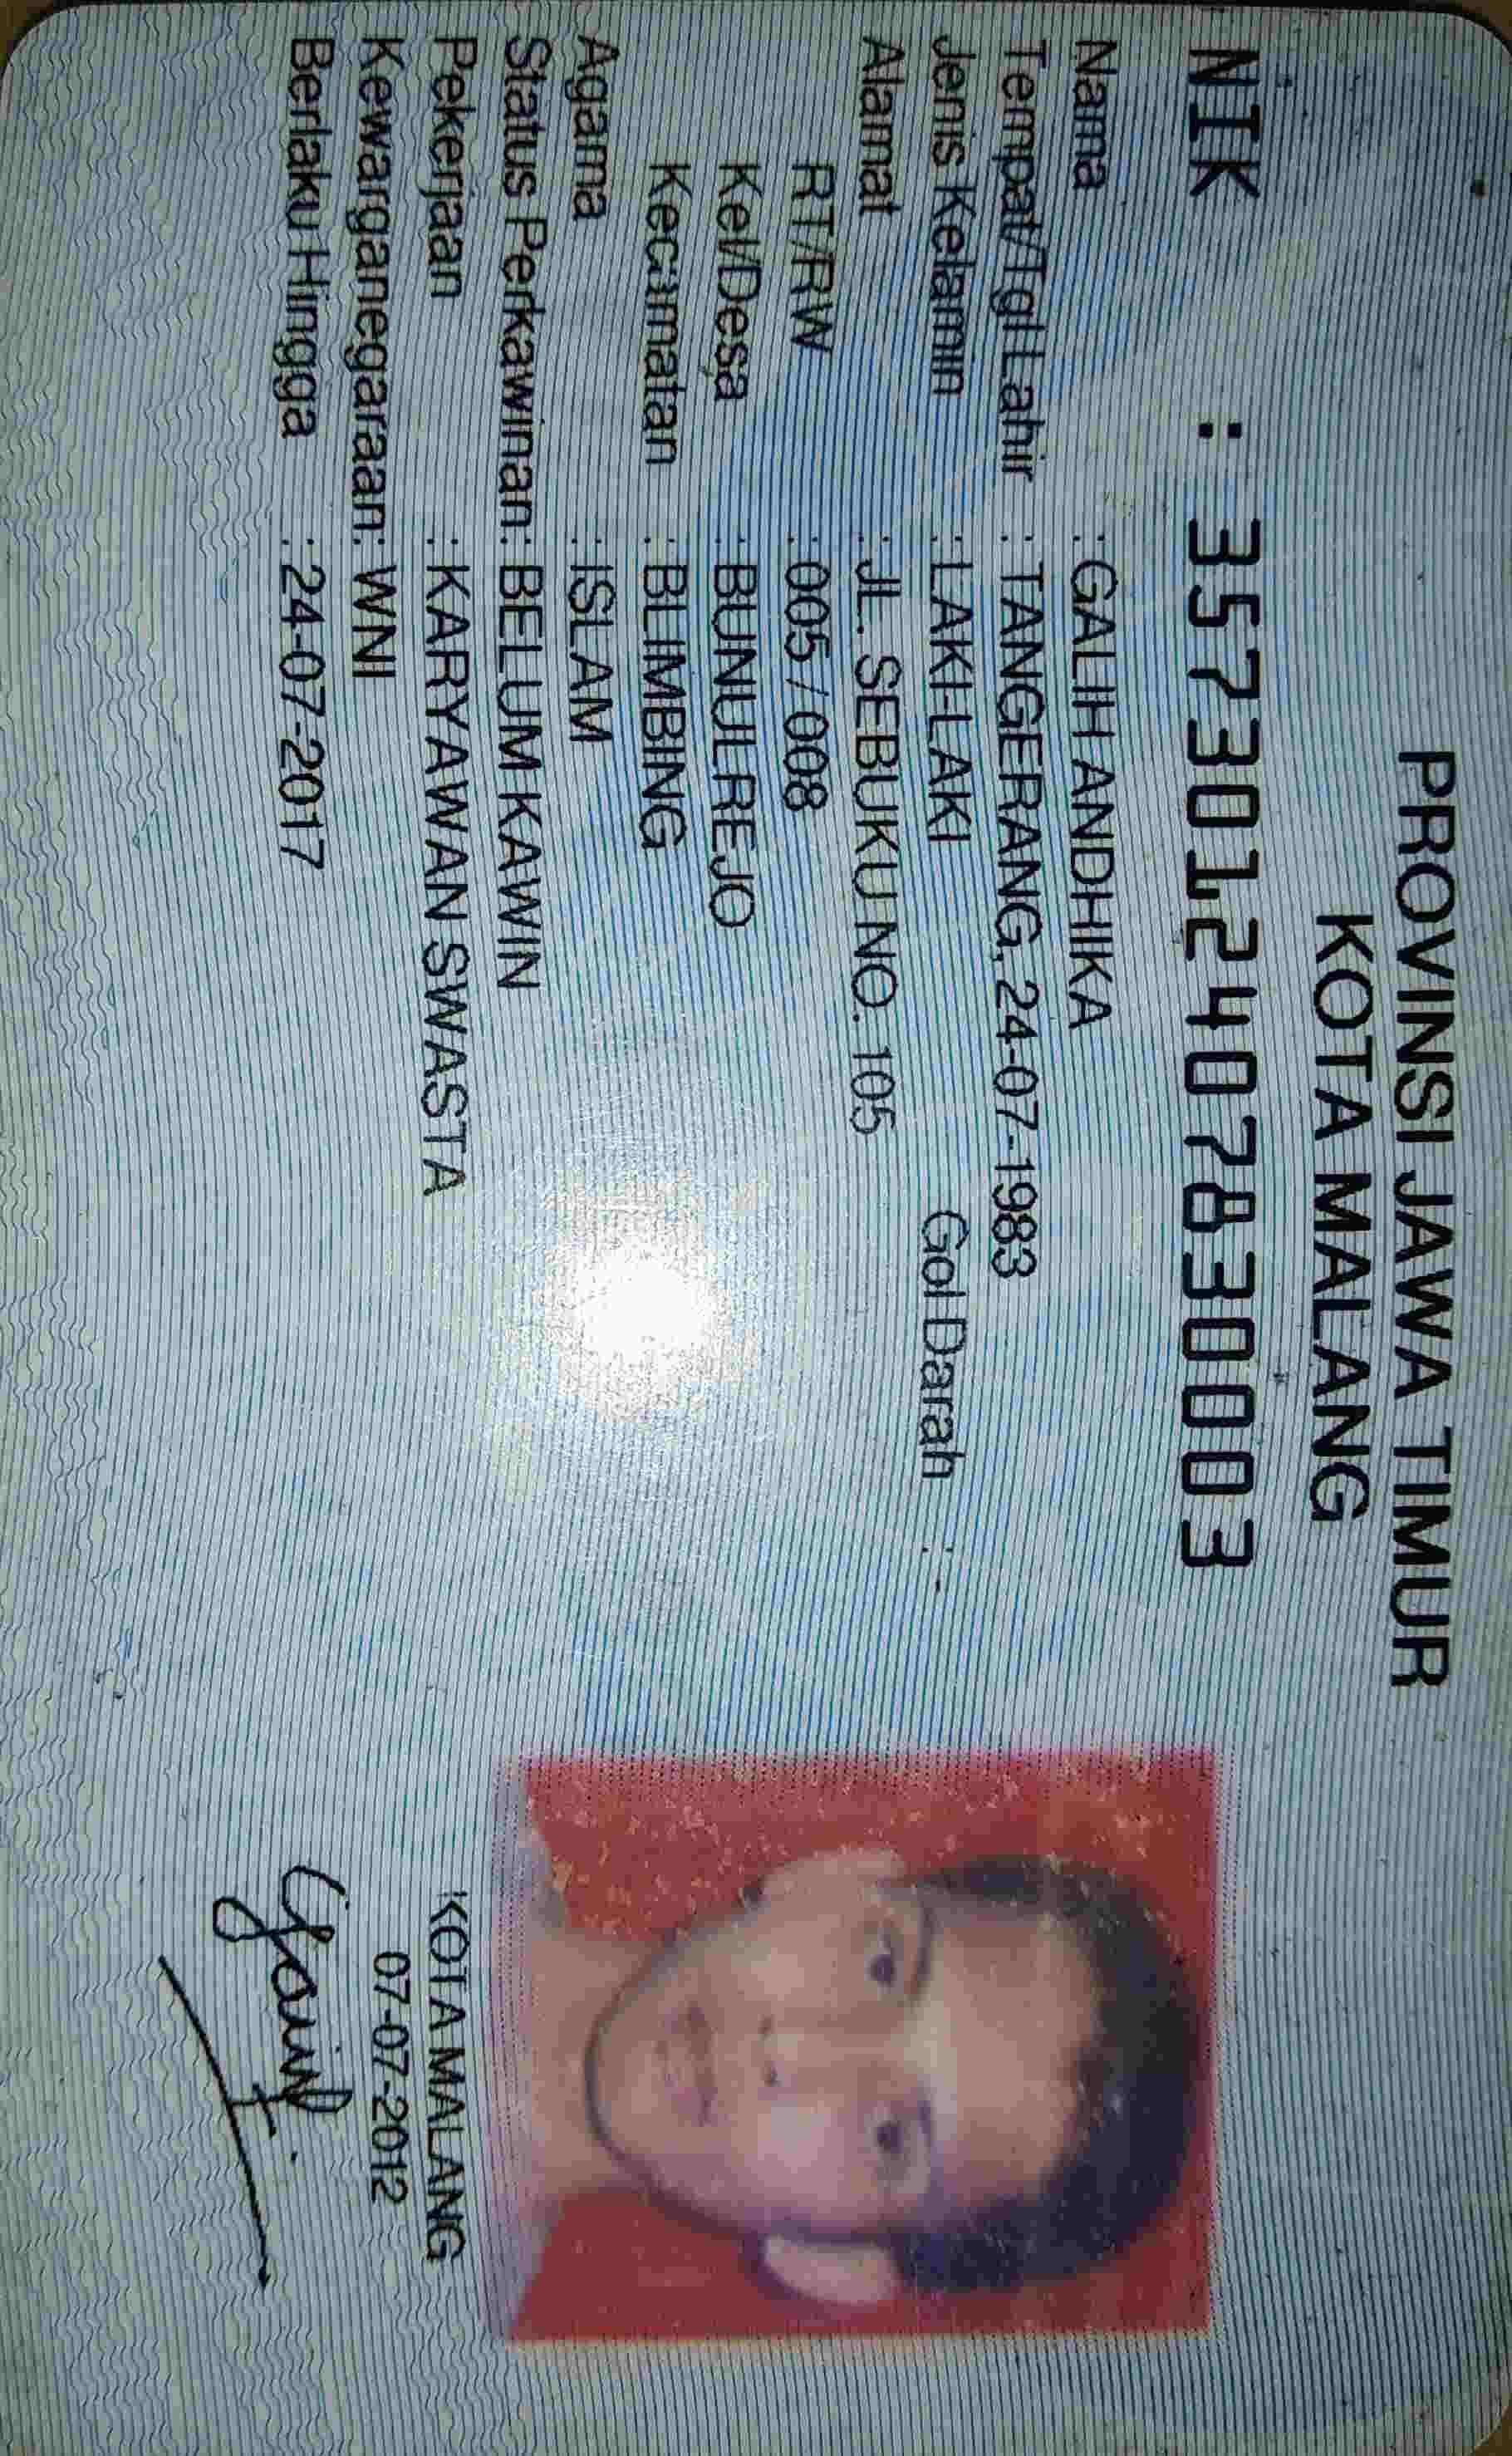 PROVINSI JAWA TIMUR
KOTA MALANG
NIK : 3573012407830003
Nama : GALIH ANDHIKA
Tempat/Tgl Lahir : TANGERANG, 24-07-1983
Jenis Kelamin : LAKI-LAKI Gol Darah : -
Alamat : JL. SEBUKU NO. 105
RT/RW : 005 / 008
Kel/Desa : BUNULREJO
Kecamatan : BLIMBING
Agama : ISLAM
Status Perkawinan: BELUM KAWIN
Pekerjaan : KARYAWAN SWASTA
Kewarganegaraan: WNI
Berlaku Hingga : 24-07-2017
KOTA MALANG
07-07-2012